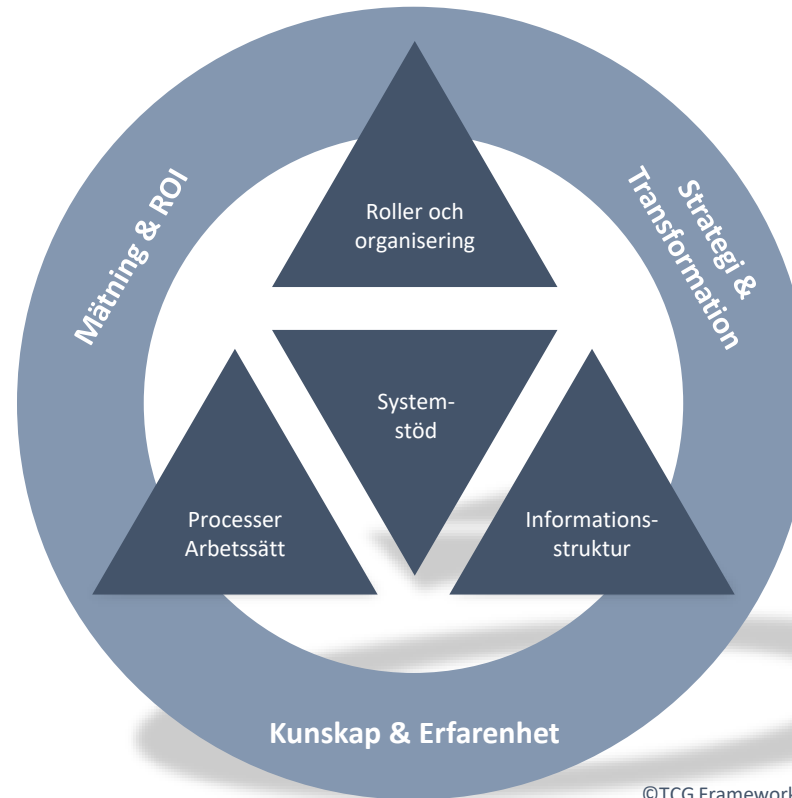 Mätning & ROI
Strategi &
Transformation
Roller och
organisering
System-
stöd
Processer
Arbetssätt
Informations-
struktur
Kunskap & Erfarenhet
©TCG Framework